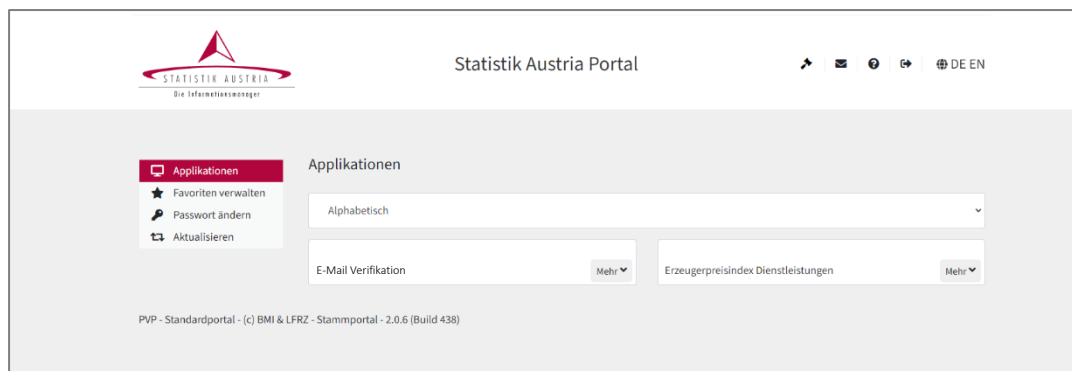 STATISTIK AUSTRIA
Die Informationsmanager
Statistik Austria Portal
DE EN
Applikationen
Favoriten verwalten
Passwort ändern
Aktualisieren
Applikationen
Alphabetisch
E-Mail Verifikation Mehr
Erzeugerpreisindex Dienstleistungen Mehr
PVP - Standardportal - (c) BMI & LFRZ - Stammportal - 2.0.6 (Build 438)